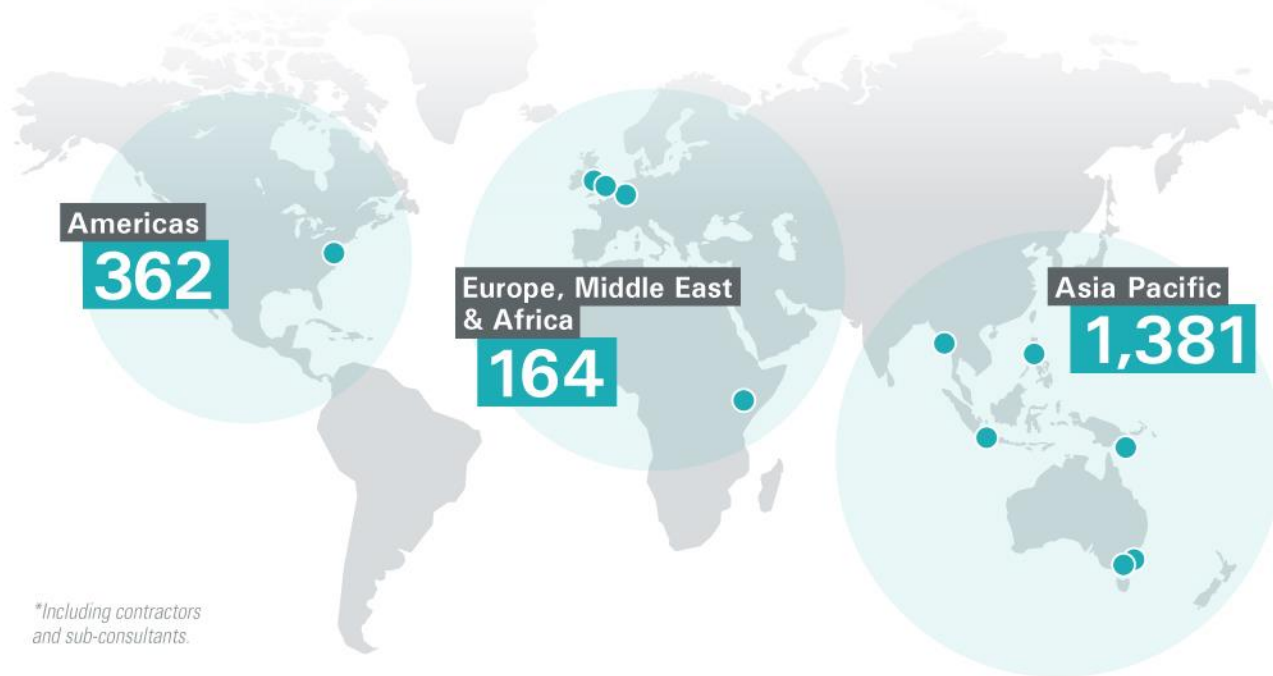 Americas
362
Europe, Middle East
& Africa
164
Asia Pacific
1,381
*Including contractors
and sub-consultants.